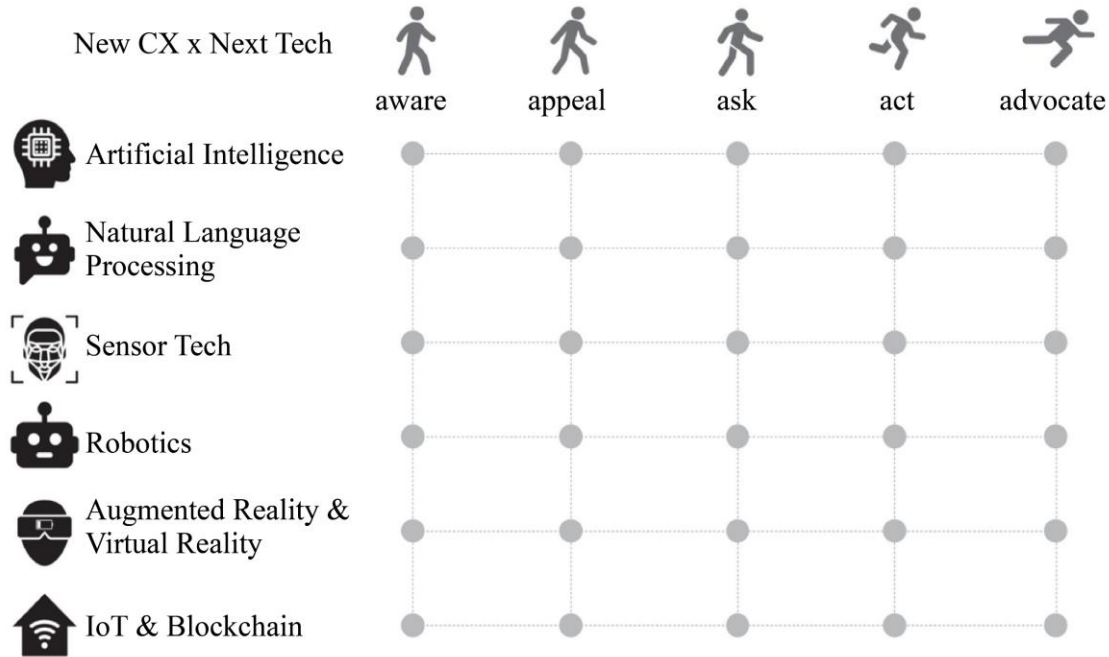 New CX x Next Tech
aware appeal ask act advocate
Artificial Intelligence
Natural Language
Processing
Sensor Tech
Robotics
Augmented Reality &
Virtual Reality
IoT & Blockchain